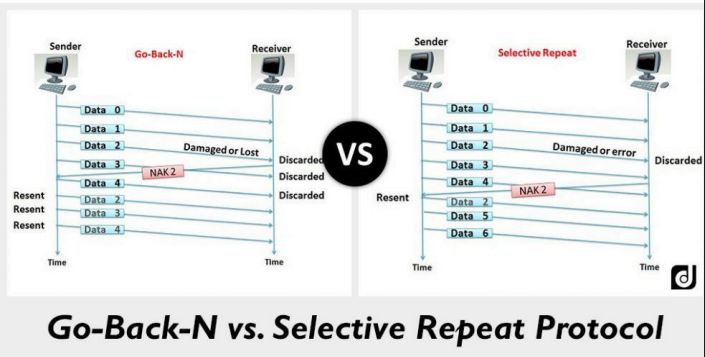 Sender
Go-Back-N
Receiver
Data 0
Data 1
Data 2
Damaged or Lost
Discarded
Data 3
NAK 2
Discarded
Data 4
Discarded
Resent
Data 2
Resent
Data 3
Resent
Data 4
Time
Time
VS
Sender
Selective Repeat
Receiver
Data 0
Data 1
Data 2
Damaged or error
Discarded
Data 3
Data 4
NAK 2
Resent
Data 2
Data 5
Data 6
Time
Time
d
Go-Back-N vs. Selective Repeat Protocol